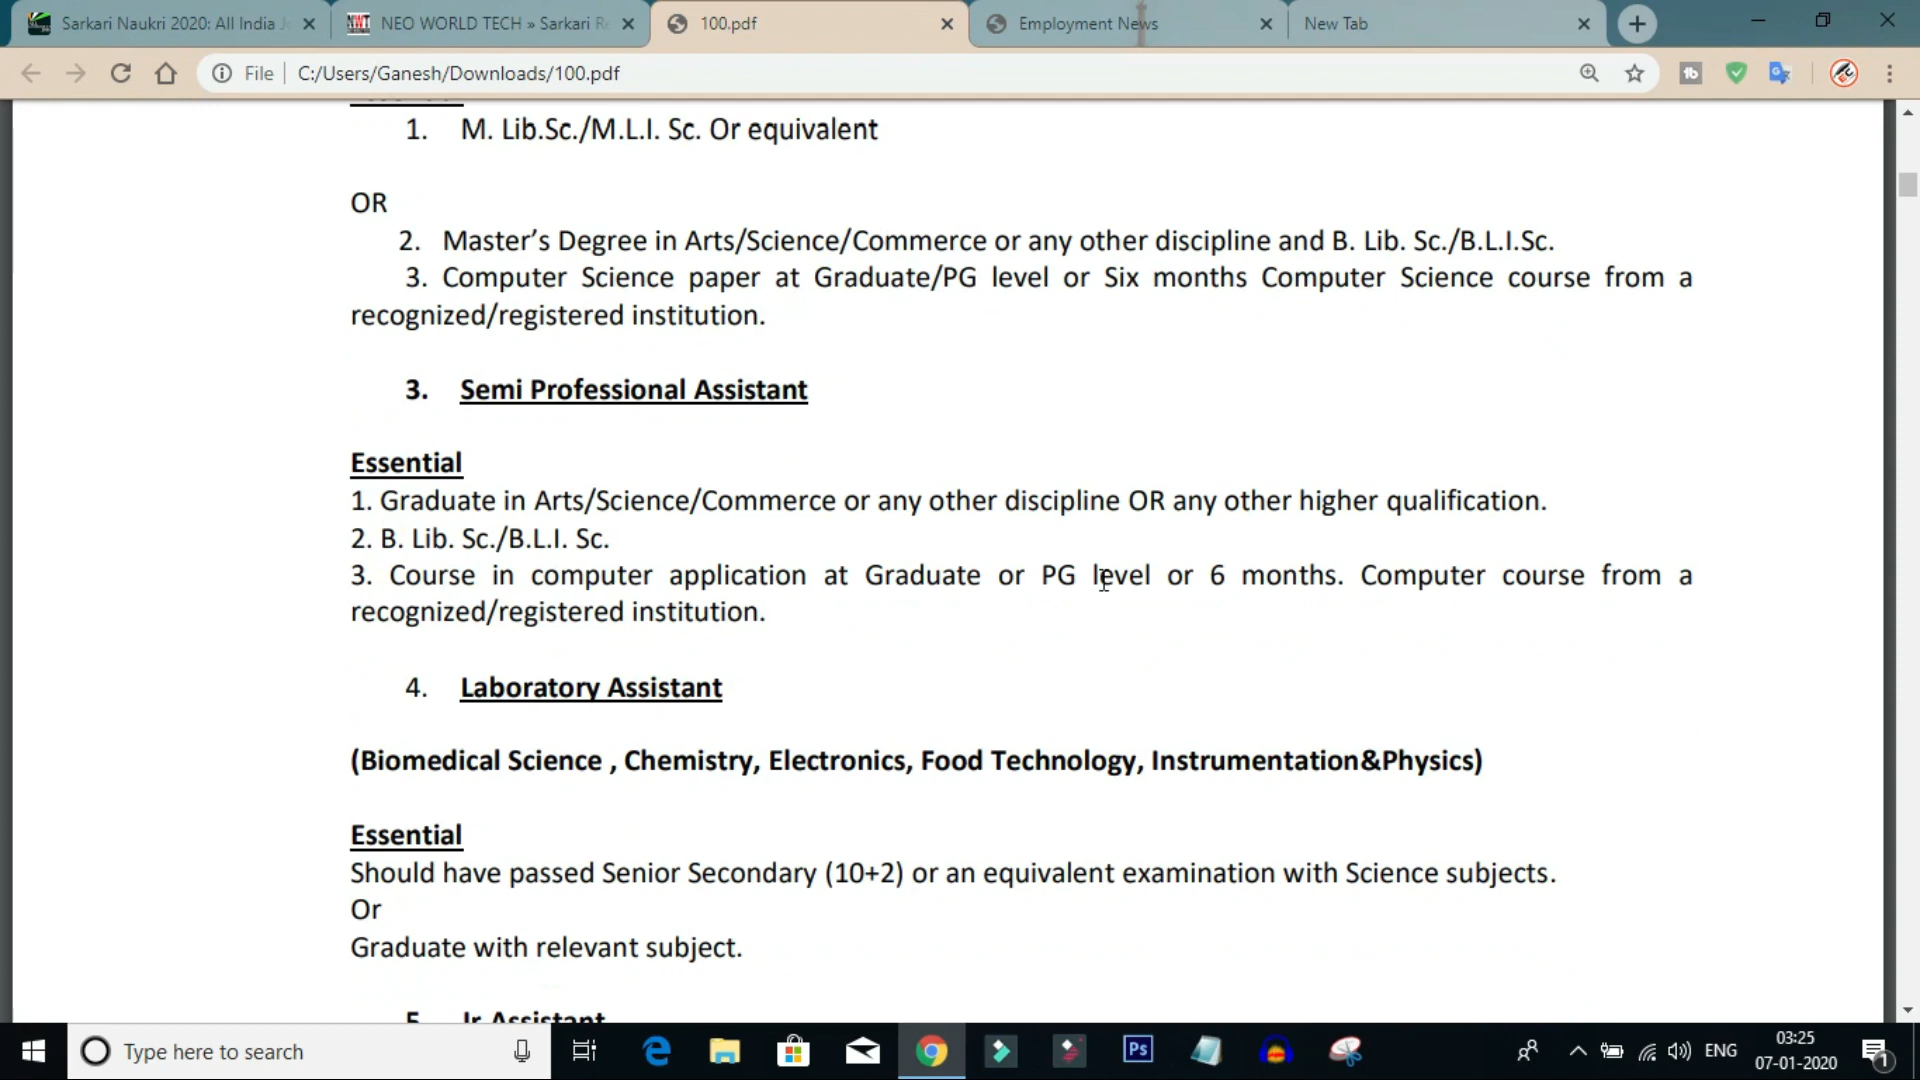 Sarkari Naukri 2020: All India J
NEO WORLD TECH » Sarkari R
100.pdf
Employment News
New Tab
File
C:/Users/Ganesh/Downloads/100.pdf
1. M. Lib.Sc./M.L.I. Sc. Or equivalent
OR
2. Master’s Degree in Arts/Science/Commerce or any other discipline and B. Lib. Sc./B.L.I.Sc.
3. Computer Science paper at Graduate/PG level or Six months Computer Science course from a
recognized/registered institution.
3. Semi Professional Assistant
Essential
1. Graduate in Arts/Science/Commerce or any other discipline OR any other higher qualification.
2. B. Lib. Sc./B.L.I. Sc.
3. Course in computer application at Graduate or PG level or 6 months. Computer course from a
recognized/registered institution.
4. Laboratory Assistant
(Biomedical Science , Chemistry, Electronics, Food Technology, Instrumentation&Physics)
Essential
Should have passed Senior Secondary (10+2) or an equivalent examination with Science subjects.
Or
Graduate with relevant subject.
5 Jr Assistant
Type here to search
Ps
ENG
03:25
07-01-2020
1